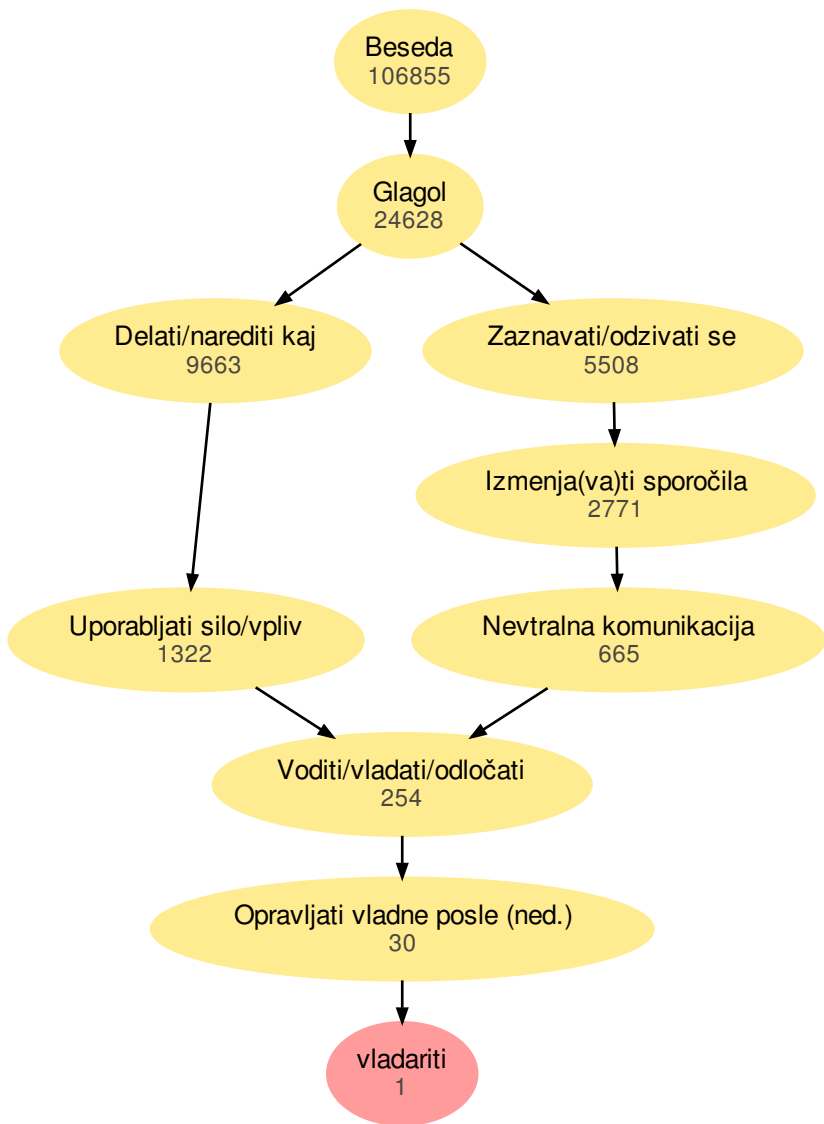 Beseda
106855
Glagol
24628
Delati/narediti kaj
9663
Zaznavati/odzivati se
5508
Izmenja(va)ti sporočila
2771
Uporabljati silo/vpliv
1322
Nevtralna komunikacija
665
Voditi/vladati/odločati
254
Opravljati vladne posle (ned.)
30
vladariti
1